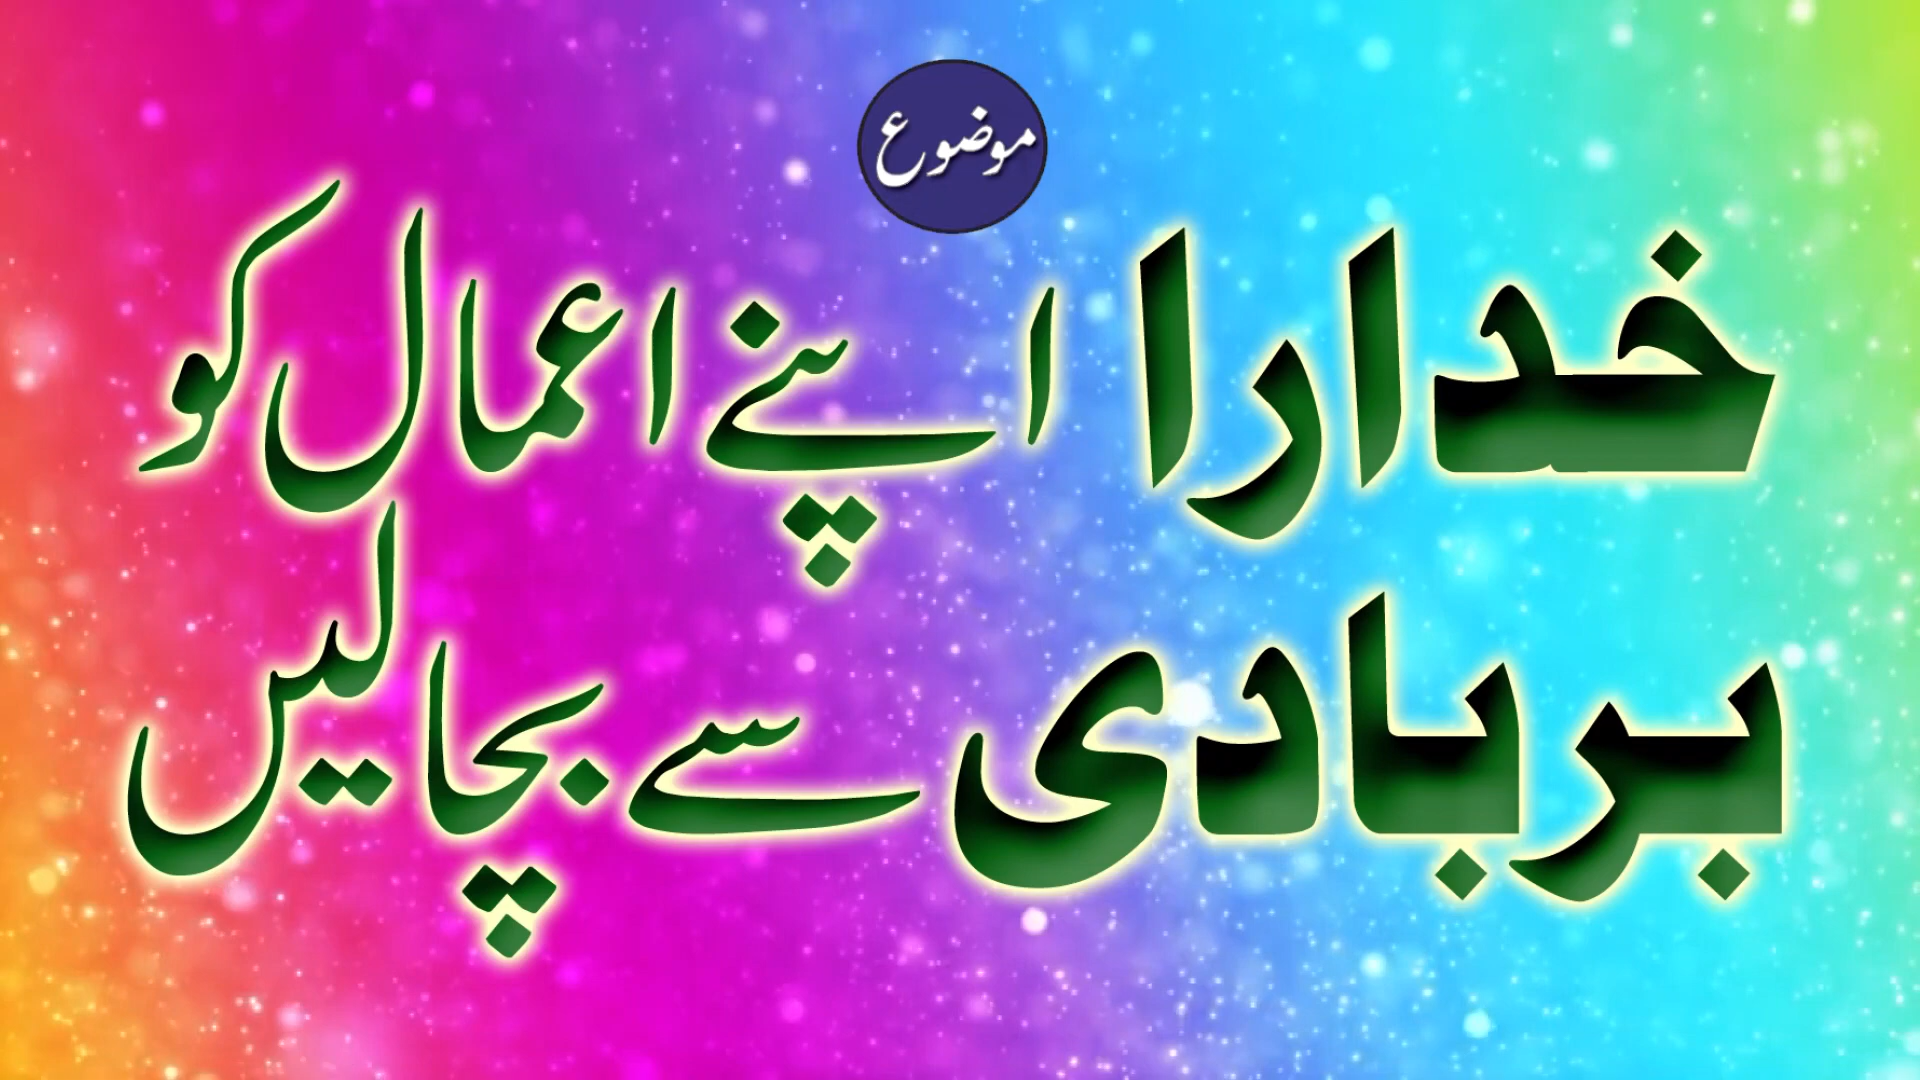 موضوع
خدارا اپنے اعمال کو
بربادی سے بچالیں